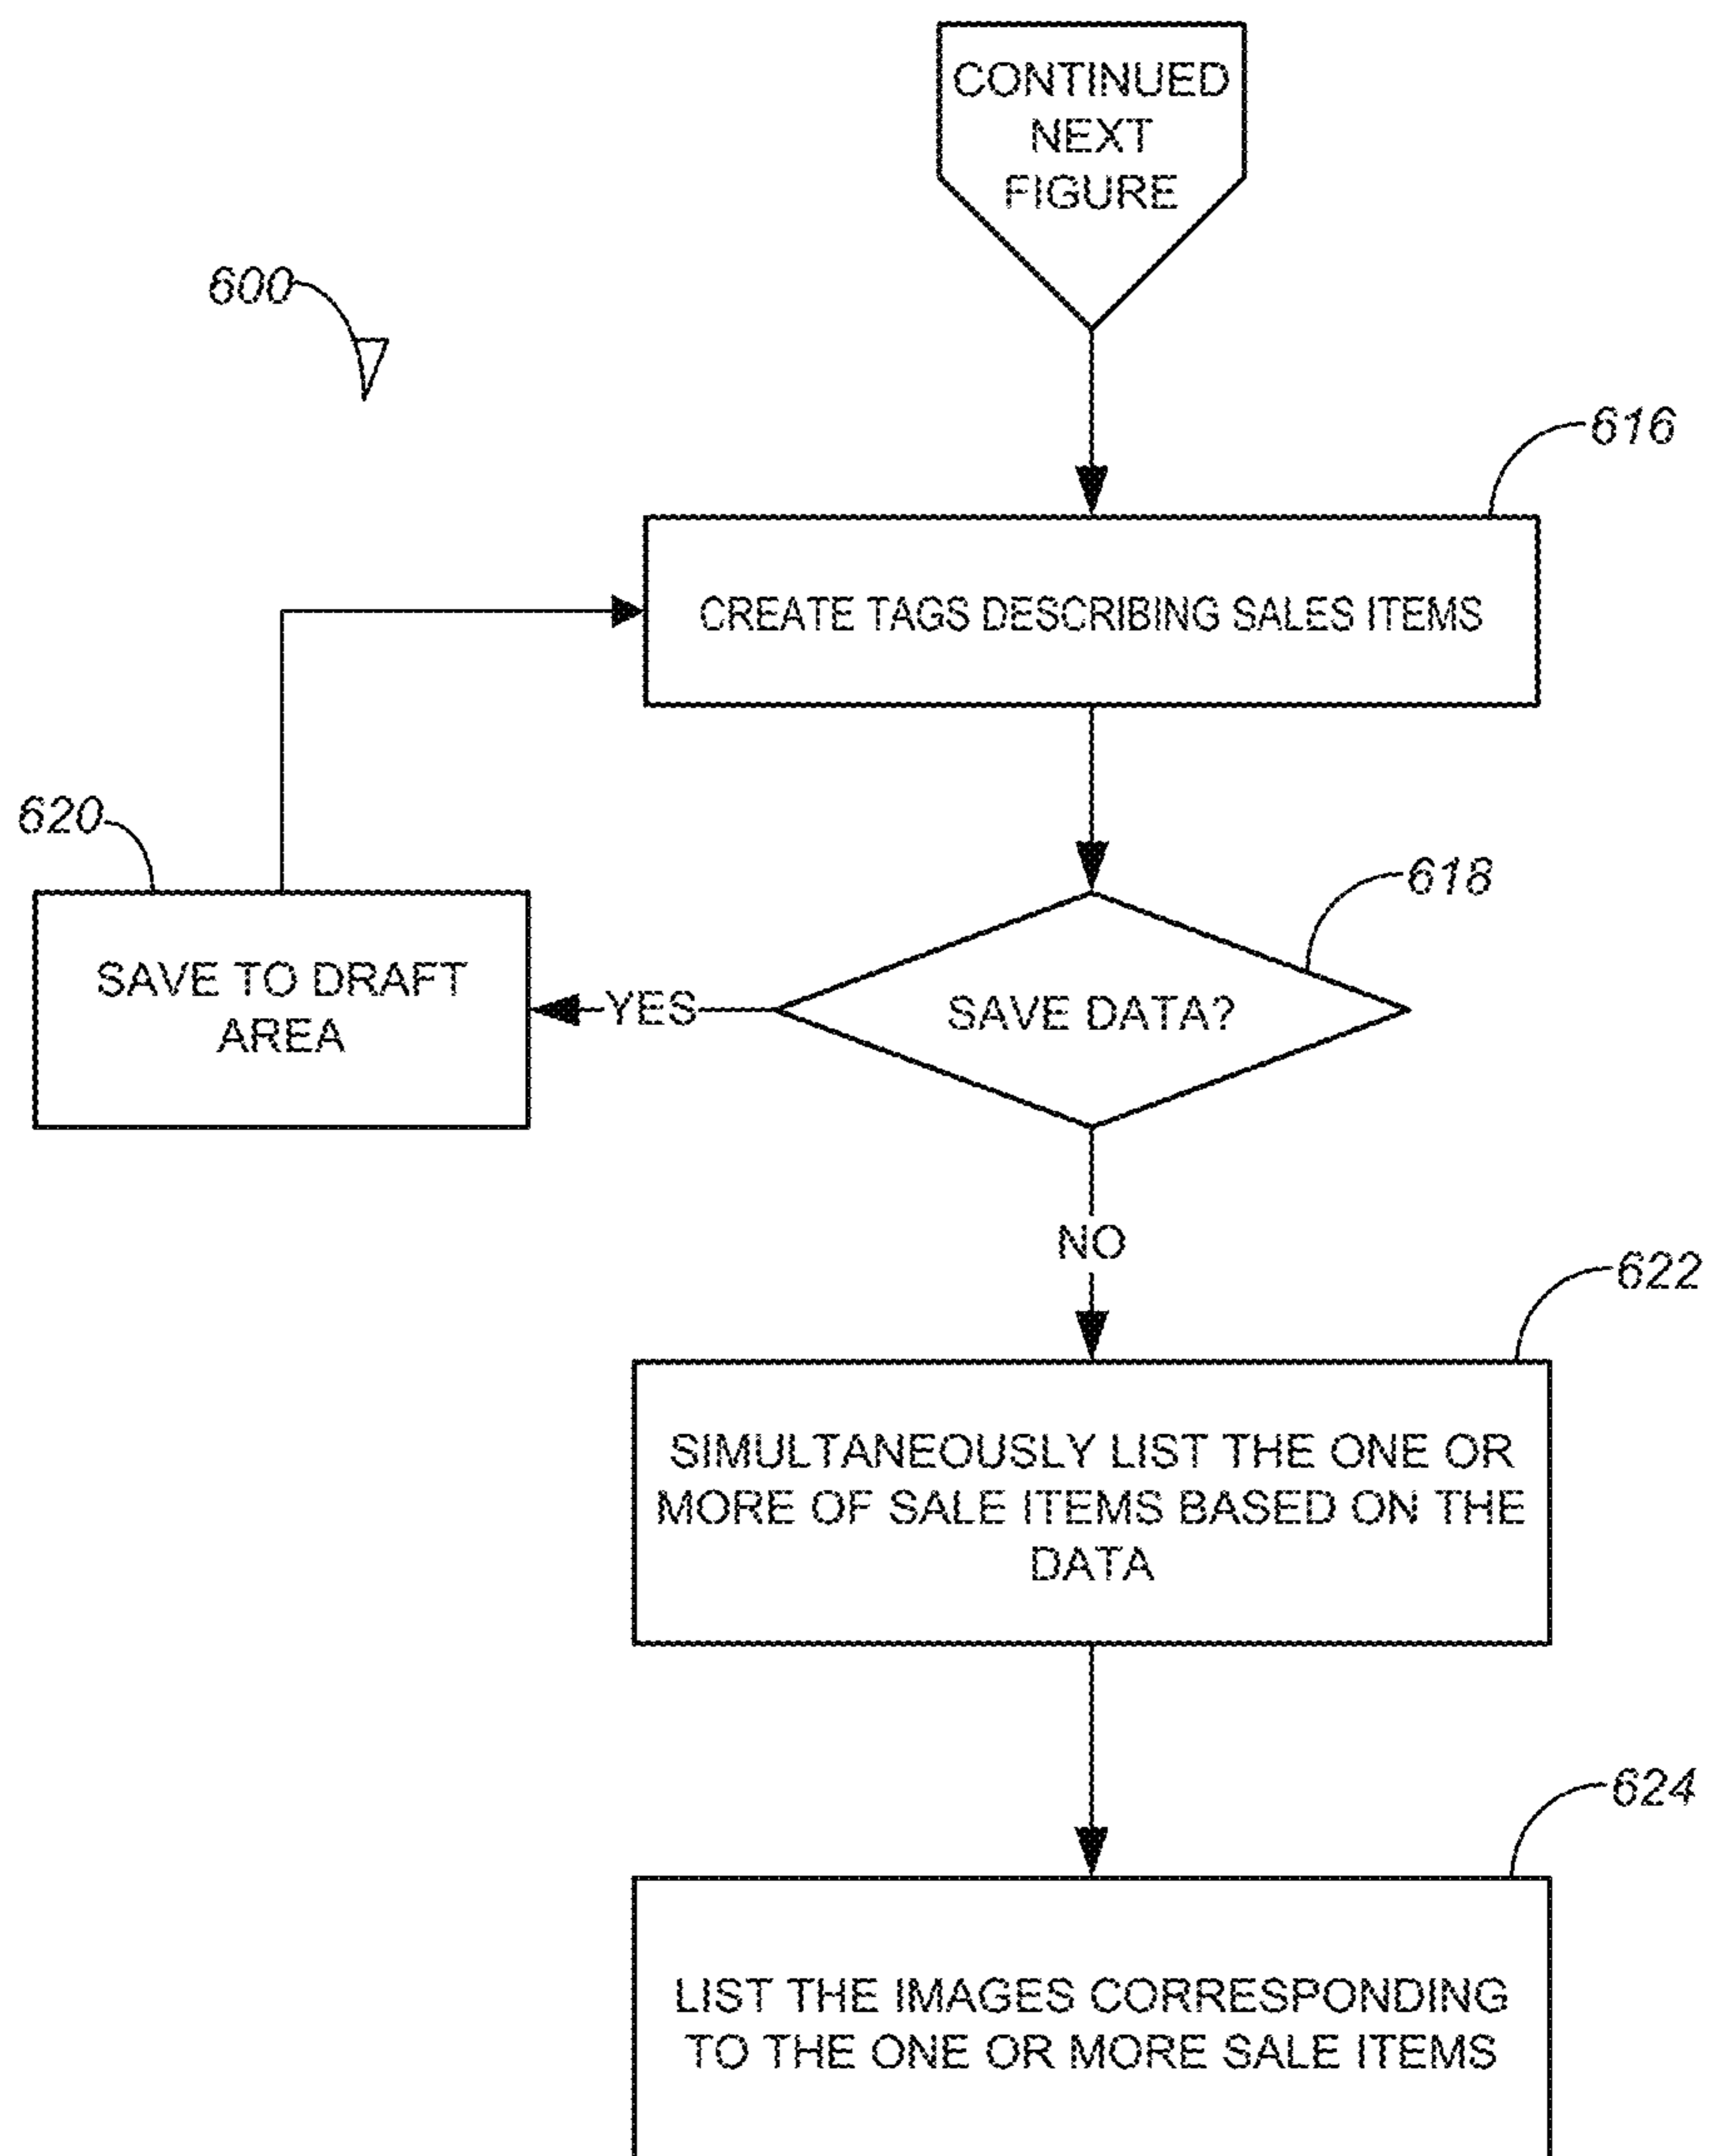 CONTINUED
NEXT
FIGURE
600
616
CREATE TAGS DESCRIBING SALES ITEMS
620
618
SAVE TO DRAFT
AREA
YES
SAVE DATA?
NO
622
SIMULTANEOUSLY LIST THE ONE OR
MORE OF SALE ITEMS BASED ON THE
DATA
624
LIST THE IMAGES CORRESPONDING
TO THE ONE OR MORE SALE ITEMS